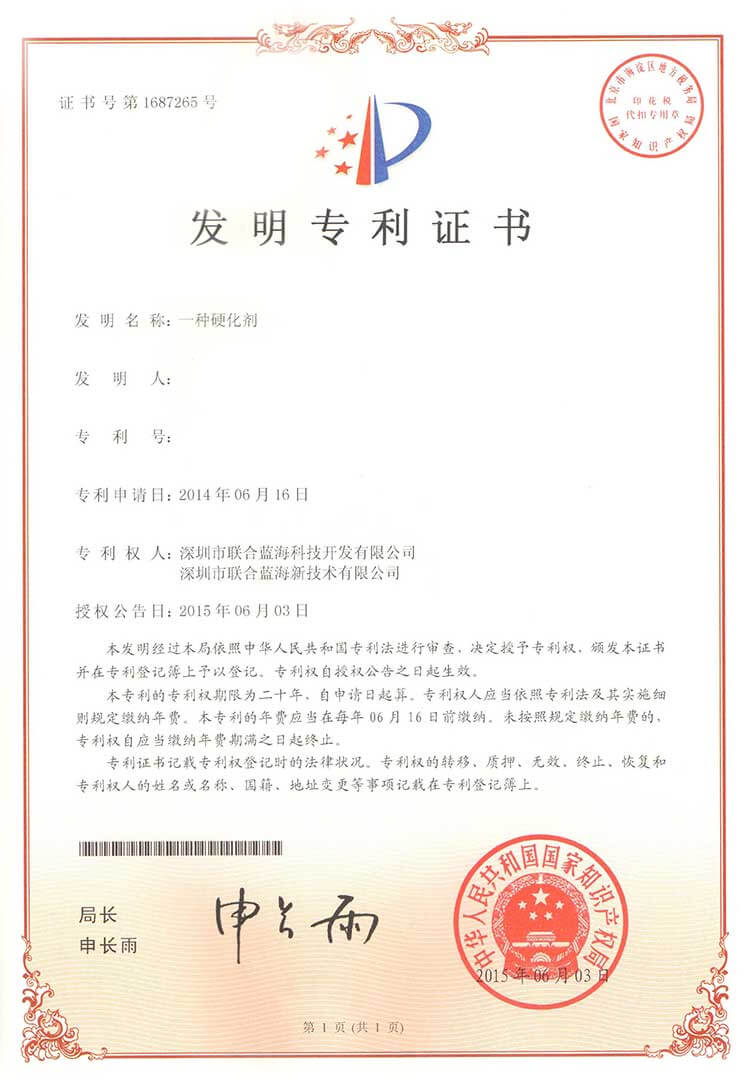 证书号第1687265号
北京市海淀区地方税务局
印花税
代扣专用章
国家知识产权局
发明专利证书
发明名称：一种硬化剂
发明人：
专利号：
专利申请日：2014年06月16日
专利权人：深圳市联合蓝海科技开发有限公司
深圳市联合蓝海新技术有限公司
授权公告日：2015年06月03日
本发明经过本局依照中华人民共和国专利法进行审查，决定授予专利权，颁发本证书
并在专利登记簿上予以登记。专利权自授权公告之日起生效。
本专利的专利权期限为二十年，自申请日起算。专利权人应当依照专利法及其实施细
则规定缴纳年费。本专利的年费应当在每年06月16日前缴纳。未按照规定缴纳年费的，
专利权自应当缴纳年费期满之日起终止。
专利证书记载专利权登记时的法律状况。专利权的转移、质押、无效、终止、恢复和
专利权人的姓名或名称、国籍、地址变更等事项记载在专利登记簿上。
局长
申长雨
申长雨
中华人民共和国国家知识产权局
2015年06月03日
第1页(共1页)